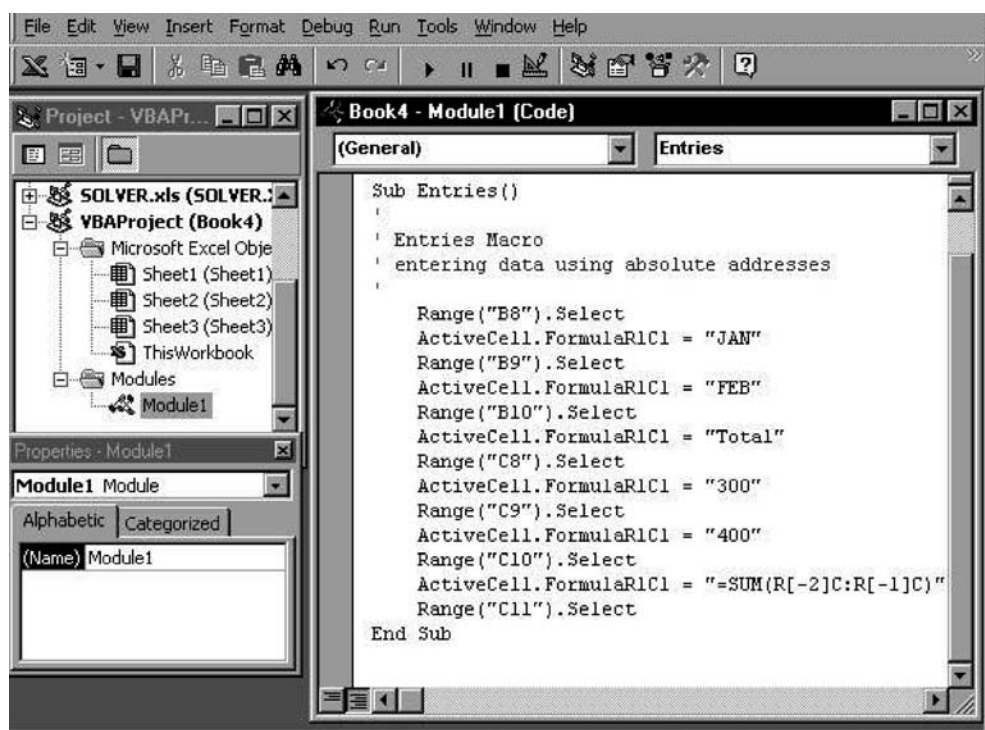 File Edit View Insert Format Debug Run Tools Window Help
Project - VBAPr...
SOLVER.xls (SOLVER.
VBAProject (Book4)
Microsoft Excel Obje
Sheet1 (Sheet1)
Sheet2 (Sheet2)
Sheet3 (Sheet3)
ThisWorkbook
Modules
Module1
Properties - Module1
Module1 Module
Alphabetic Categorized
(Name) Module1
Book4 - Module1 (Code)
(General) Entries
Sub Entries()
'
' Entries Macro
' entering data using absolute addresses
'
Range("B8").Select
ActiveCell.FormulaR1C1 = "JAN"
Range("B9").Select
ActiveCell.FormulaR1C1 = "FEB"
Range("B10").Select
ActiveCell.FormulaR1C1 = "Total"
Range("C8").Select
ActiveCell.FormulaR1C1 = "300"
Range("C9").Select
ActiveCell.FormulaR1C1 = "400"
Range("C10").Select
ActiveCell.FormulaR1C1 = "=SUM(R[-2]C:R[-1]C)"
Range("C11").Select
End Sub